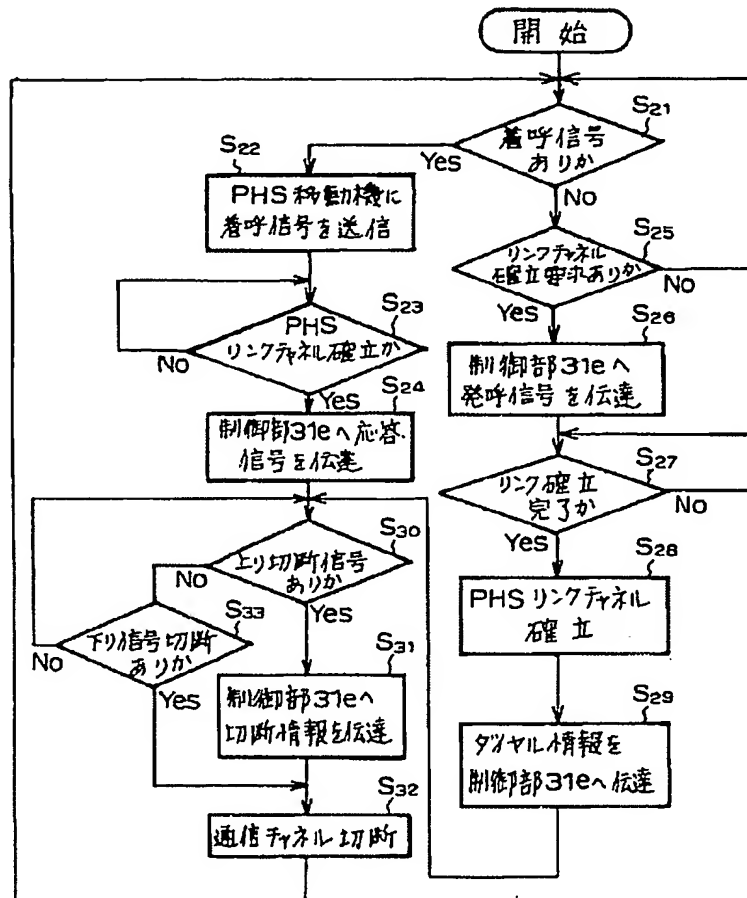 開始
S21
着呼信号
ありか
Yes
No
S22
PHS移動機に
着呼信号を送信
S23
PHS
リンクチャネル確立か
No
Yes
S24
制御部31eへ応答
信号を伝達
S25
リンクチャネル
確立要求ありか
No
Yes
S26
制御部31eへ
発呼信号を伝達
S27
リンク確立
完了か
No
Yes
S28
PHSリンクチャネル
確立
S29
ダイヤル情報を
制御部31eへ伝達
S30
上り切断信号
ありか
No
Yes
S33
下り信号切断
ありか
No
Yes
S31
制御部31eへ
切断情報を伝達
S32
通信チャネル切断